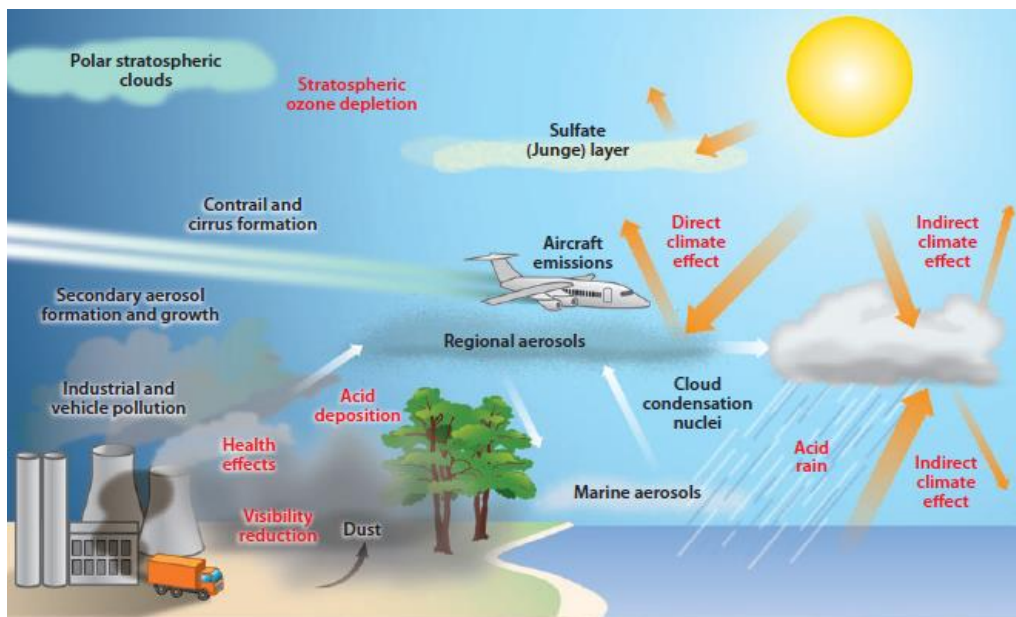 Polar stratospheric
clouds
Stratospheric
ozone depletion
Sulfate
(Junge) layer
Contrail and
cirrus formation
Aircraft
emissions
Direct
climate
effect
Indirect
climate
effect
Secondary aerosol
formation and growth
Regional aerosols
Industrial and
vehicle pollution
Acid
deposition
Cloud
condensation
nuclei
Health
effects
Acid
rain
Indirect
climate
effect
Marine aerosols
Visibility
reduction
Dust